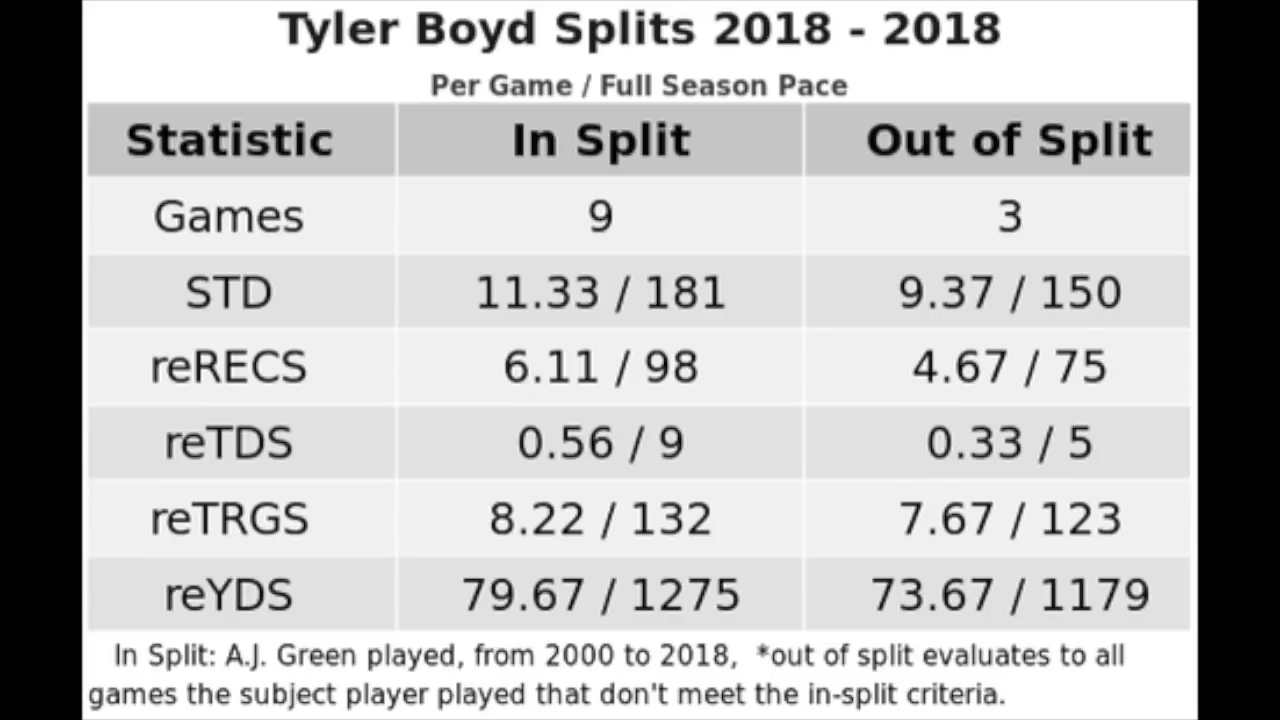 Tyler Boyd Splits 2018 - 2018
Per Game / Full Season Pace
Statistic In Split Out of Split
Games 9 3
STD 11.33 / 181 9.37 / 150
reRECS 6.11 / 98 4.67 / 75
reTDS 0.56 / 9 0.33 / 5
reTRGS 8.22 / 132 7.67 / 123
reYDS 79.67 / 1275 73.67 / 1179
In Split: A.J. Green played, from 2000 to 2018, *out of split evaluates to all
games the subject player played that don't meet the in-split criteria.